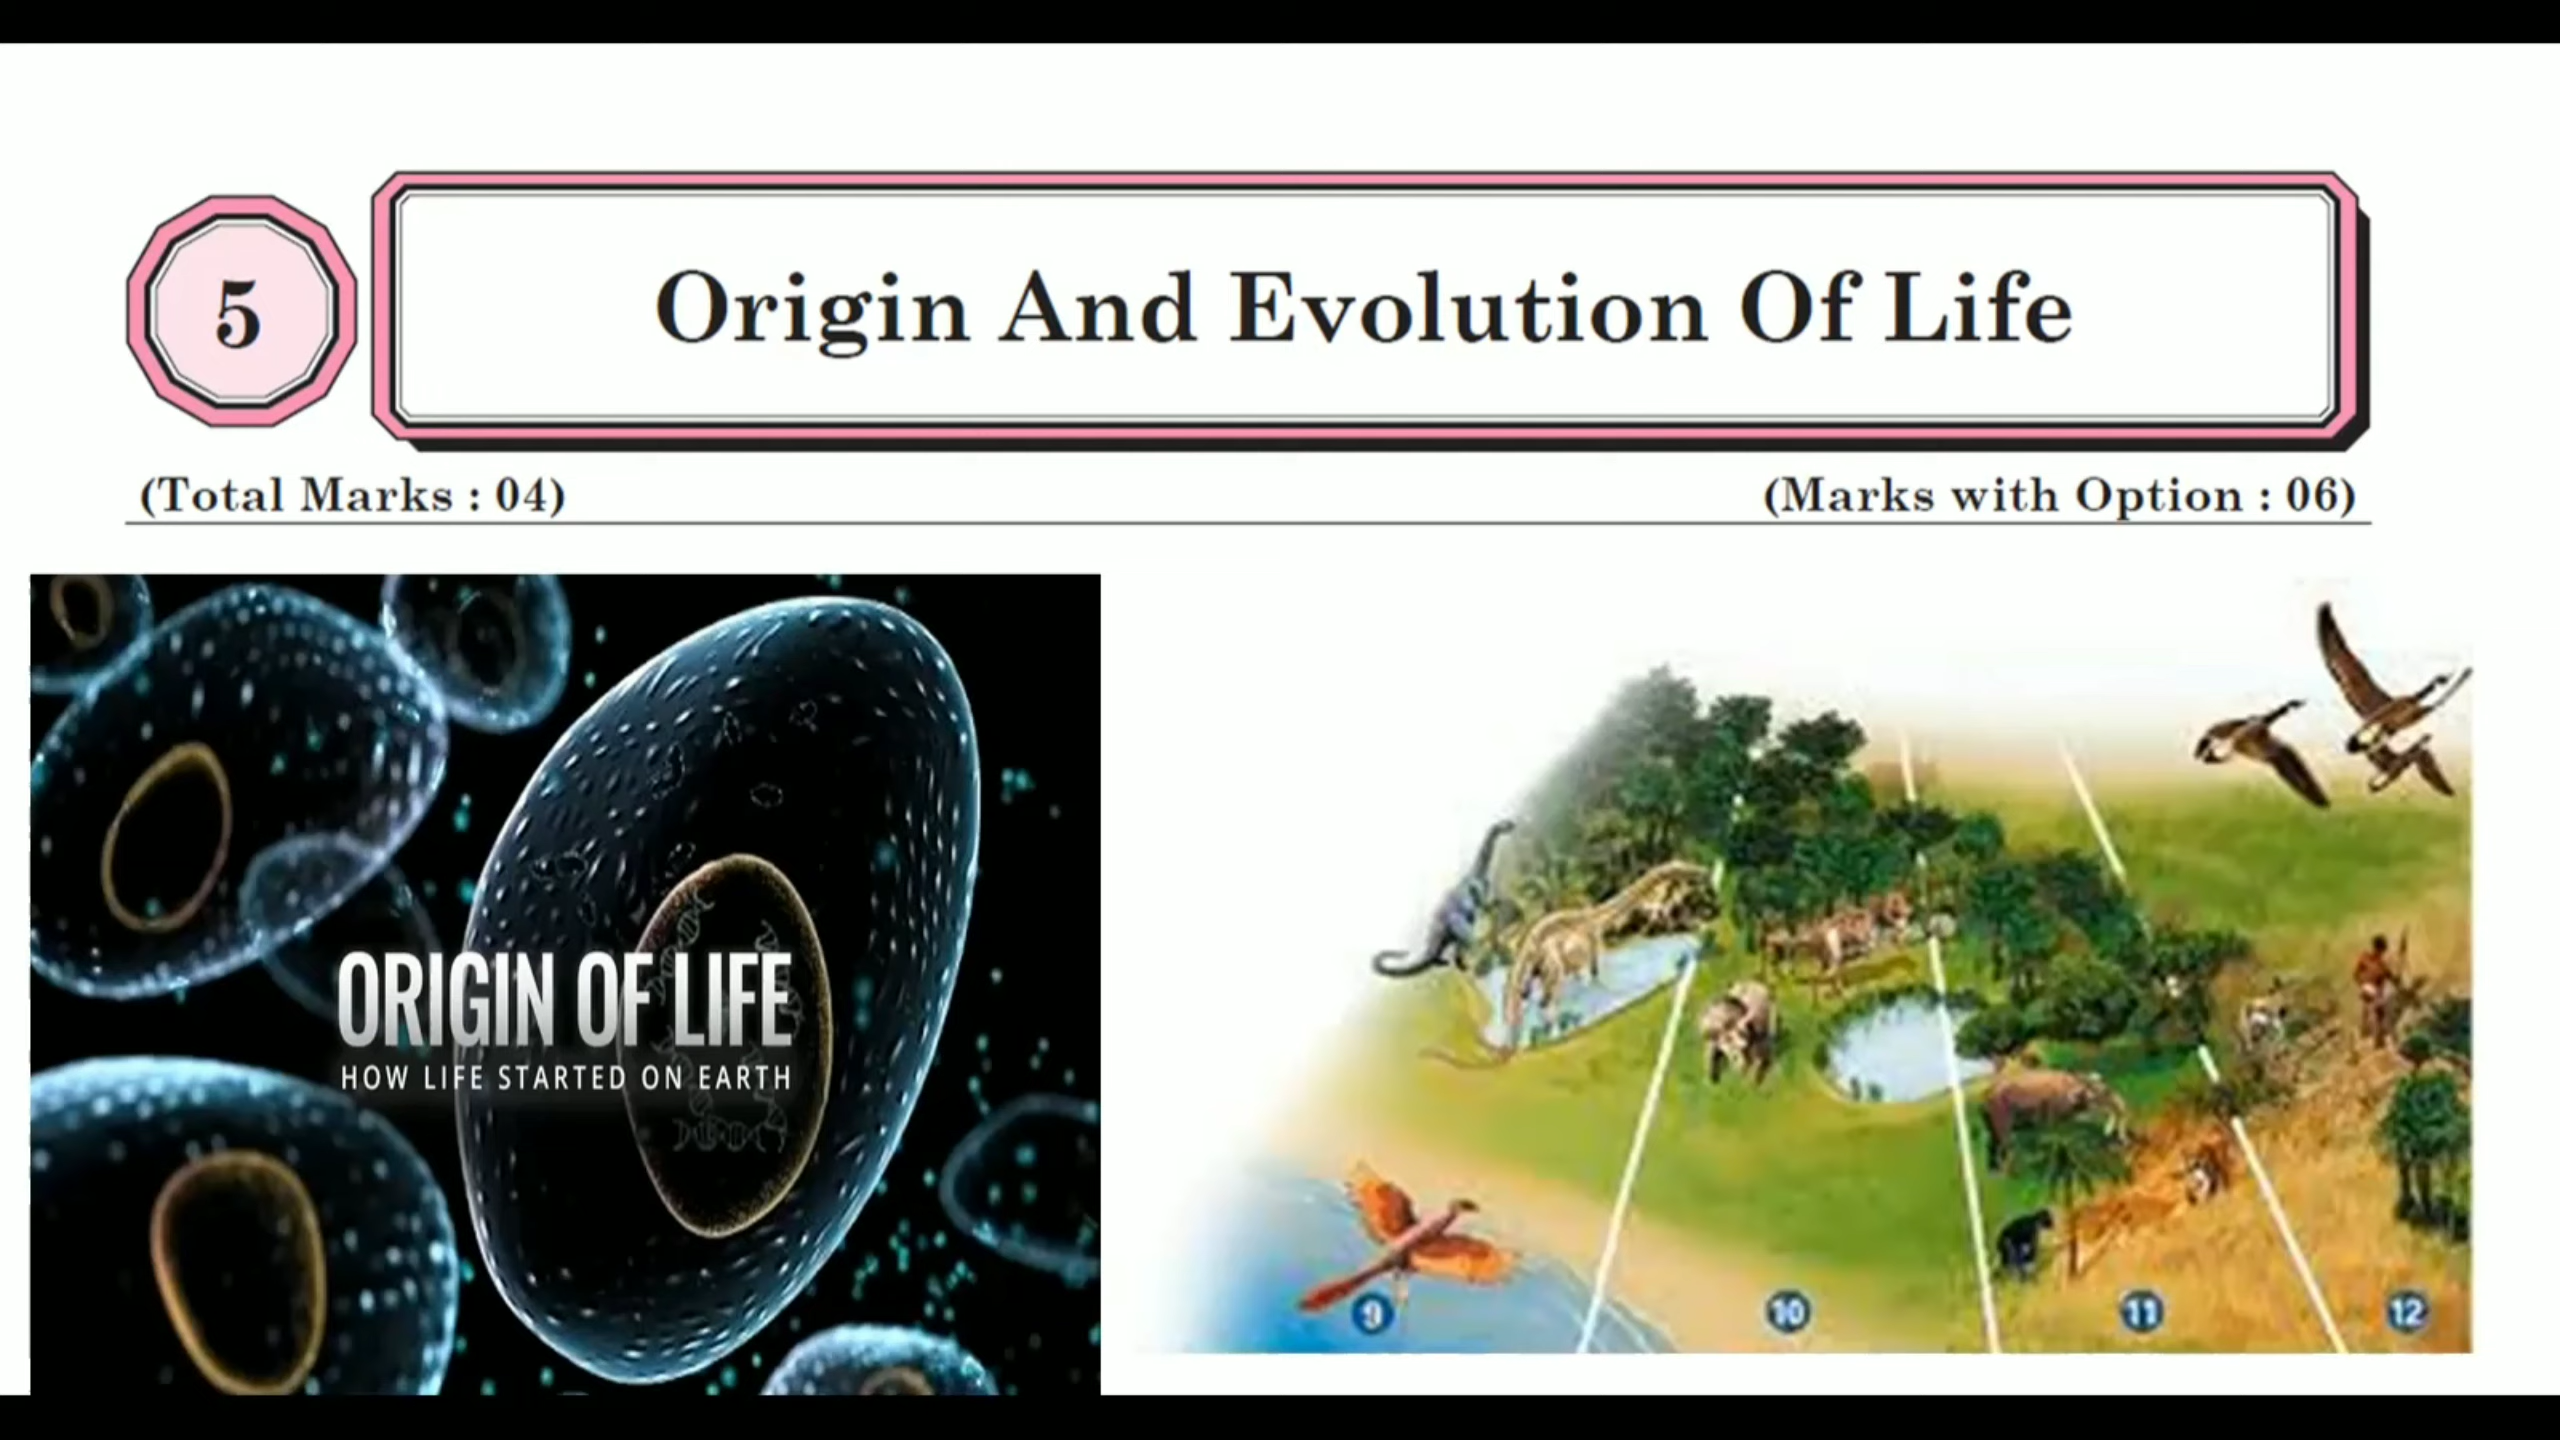 5
Origin And Evolution Of Life
(Total Marks : 04)
(Marks with Option : 06)
ORIGIN OF LIFE
HOW LIFE STARTED ON EARTH
9
10
11
12